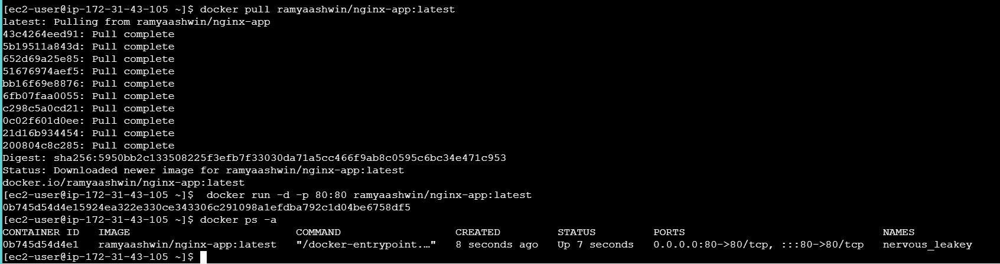 [ec2-user@ip-172-31-43-105 ~]$ docker pull ramyaashwin/nginx-app:latest
latest: Pulling from ramyaashwin/nginx-app
43c4264eed91: Pull complete
5b19511a843d: Pull complete
652d69a25e85: Pull complete
51676974aef5: Pull complete
bb16f69e8876: Pull complete
6fb07faa0055: Pull complete
c298c5a0cd21: Pull complete
0c02f601d0ee: Pull complete
21d16b934454: Pull complete
200804c8c285: Pull complete
Digest: sha256:5950bb2c133508225f3efb7f33030da71a5cc466f9ab8c0595c6bc34e471c953
Status: Downloaded newer image for ramyaashwin/nginx-app:latest
docker.io/ramyaashwin/nginx-app:latest
[ec2-user@ip-172-31-43-105 ~]$  docker run -d -p 80:80 ramyaashwin/nginx-app:latest
0b745d54d4e15924ea322e330ce343306c291098a1efdba792c1d04be6758df5
[ec2-user@ip-172-31-43-105 ~]$ docker ps -a
CONTAINER ID   IMAGE                          COMMAND                  CREATED         STATUS         PORTS                               NAMES
0b745d54d4e1   ramyaashwin/nginx-app:latest   "/docker-entrypoint.…"   8 seconds ago   Up 7 seconds   0.0.0.0:80->80/tcp, :::80->80/tcp   nervous_leakey
[ec2-user@ip-172-31-43-105 ~]$